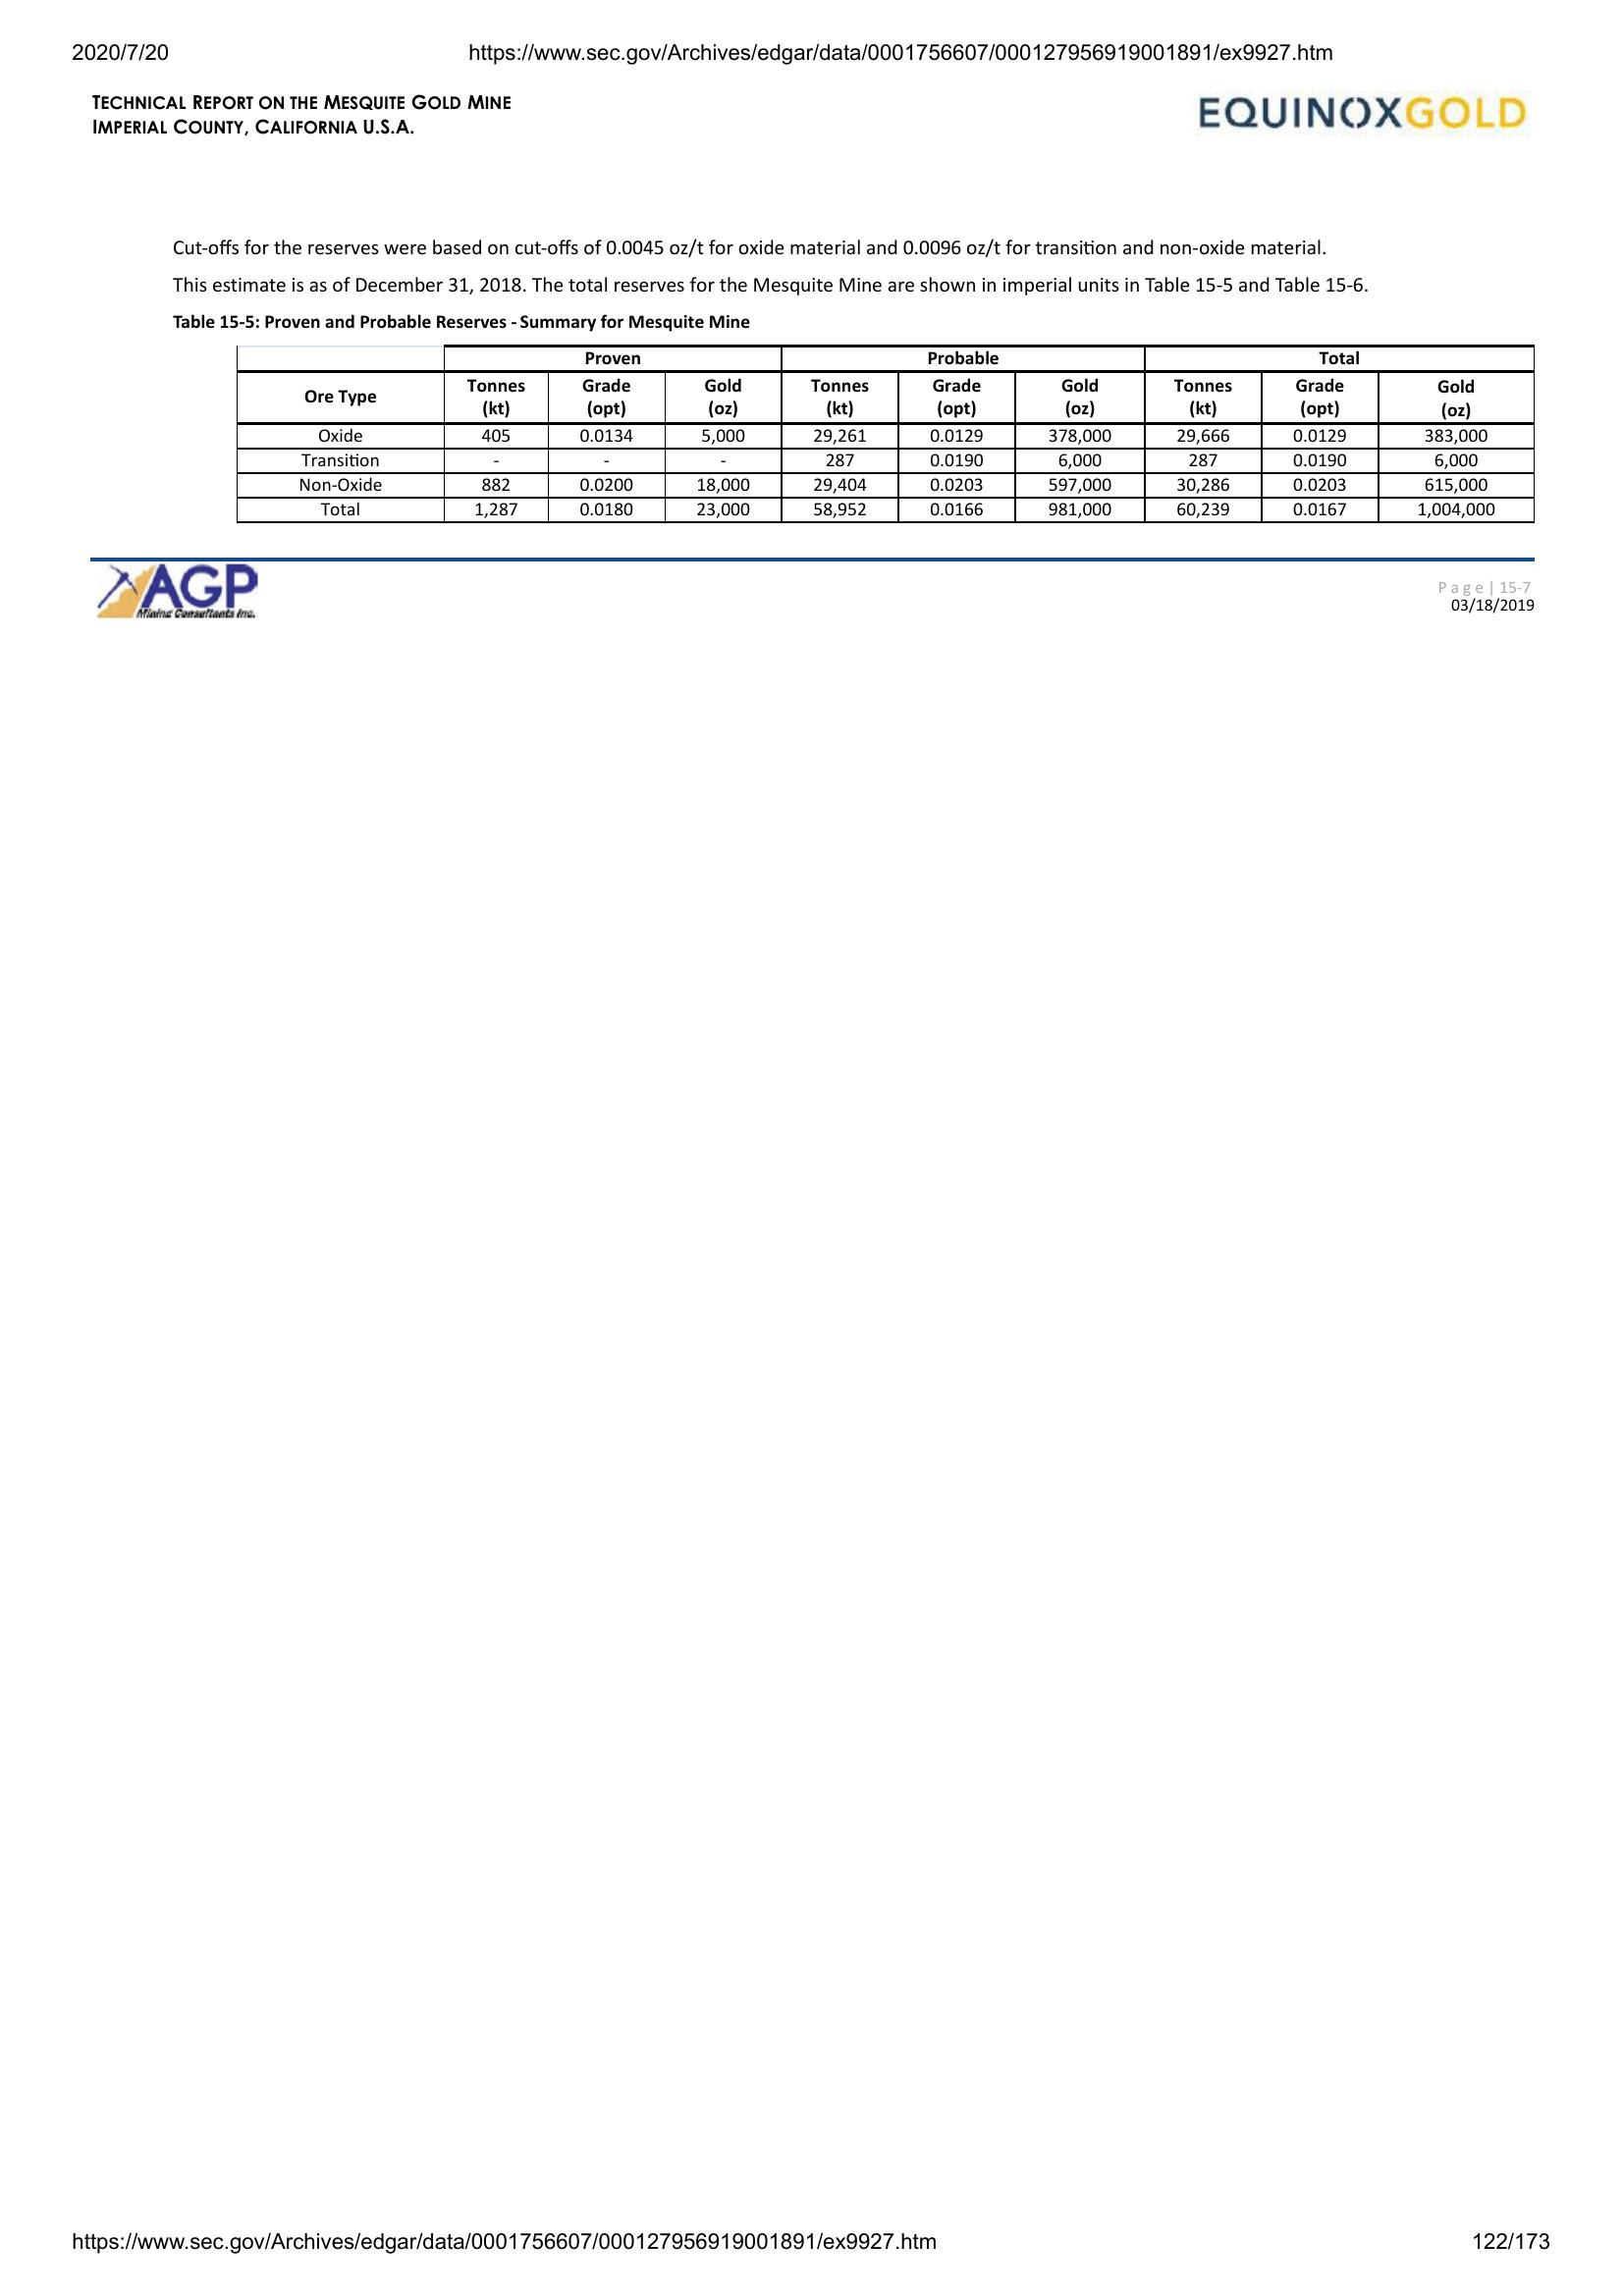 2020/7/20 https://www.sec.gov/Archives/edgar/data/0001756607/000127956919001891/ex9927.htm
TECHNICAL REPORT ON THE MESQUITE GOLD MINE
IMPERIAL COUNTY, CALIFORNIA U.S.A.
EQUINOXGOLD
Cut-offs for the reserves were based on cut-offs of 0.0045 oz/t for oxide material and 0.0096 oz/t for transition and non-oxide material.
This estimate is as of December 31, 2018. The total reserves for the Mesquite Mine are shown in imperial units in Table 15-5 and Table 15-6.
Table 15-5: Proven and Probable Reserves - Summary for Mesquite Mine
Proven Probable Total
Ore Type Tonnes (kt) Grade (opt) Gold (oz) Tonnes (kt) Grade (opt) Gold (oz) Tonnes (kt) Grade (opt) Gold (oz)
Oxide 405 0.0134 5,000 29,261 0.0129 378,000 29,666 0.0129 383,000
Transition - - - 287 0.0190 6,000 287 0.0190 6,000
Non-Oxide 882 0.0200 18,000 29,404 0.0203 597,000 30,286 0.0203 615,000
Total 1,287 0.0180 23,000 58,952 0.0166 981,000 60,239 0.0167 1,004,000
AGP
Mining Consultants Inc.
Page | 15-7
03/18/2019
https://www.sec.gov/Archives/edgar/data/0001756607/000127956919001891/ex9927.htm 122/173